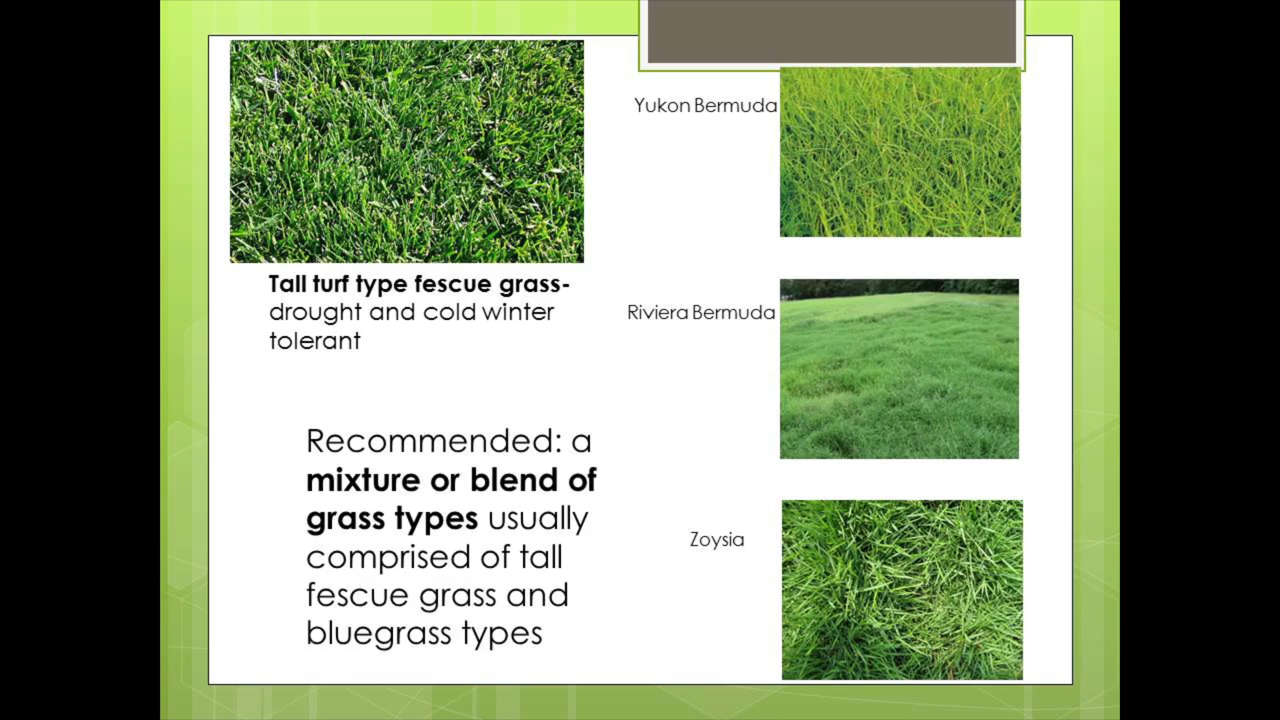 Yukon Bermuda
Tall turf type fescue grass-
drought and cold winter
tolerant
Riviera Bermuda
Recommended: a
mixture or blend of
grass types usually
comprised of tall
fescue grass and
bluegrass types
Zoysia